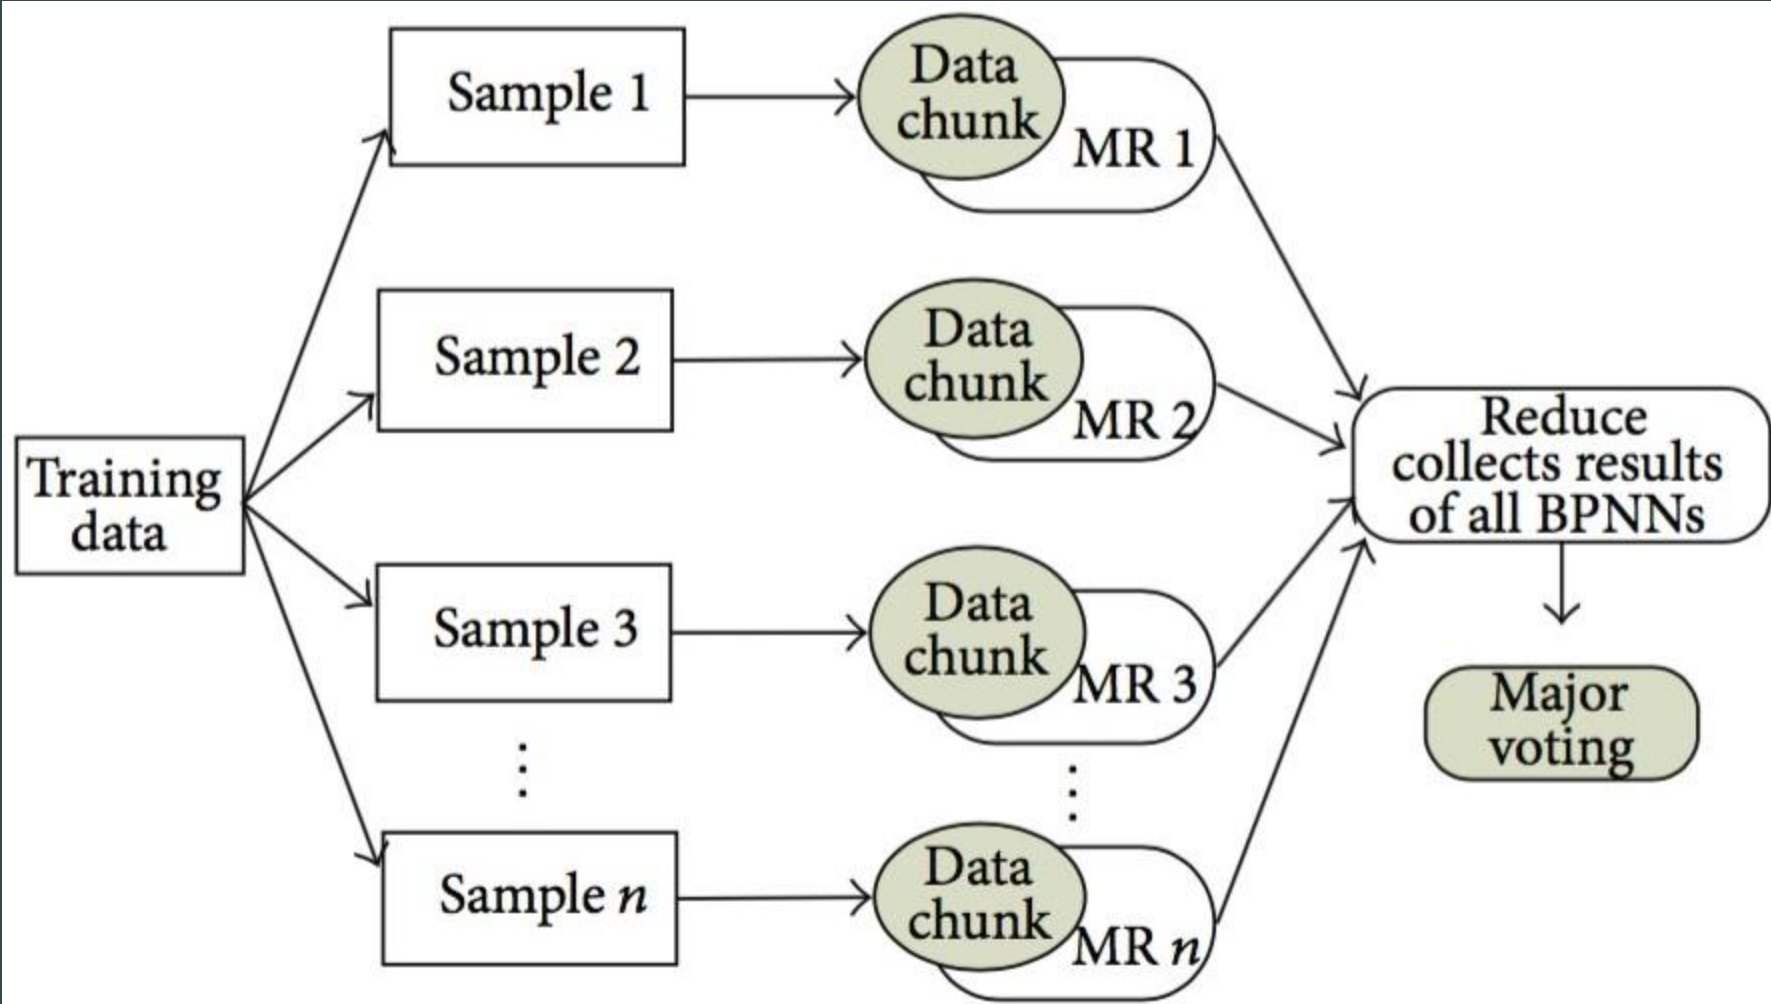 Training
data
Sample 1
Data
chunk
MR 1
Sample 2
Data
chunk
MR 2
Sample 3
Data
chunk
MR 3
⋮
⋮
Sample n
Data
chunk
MR n
Reduce
collects results
of all BPNNs
Major
voting